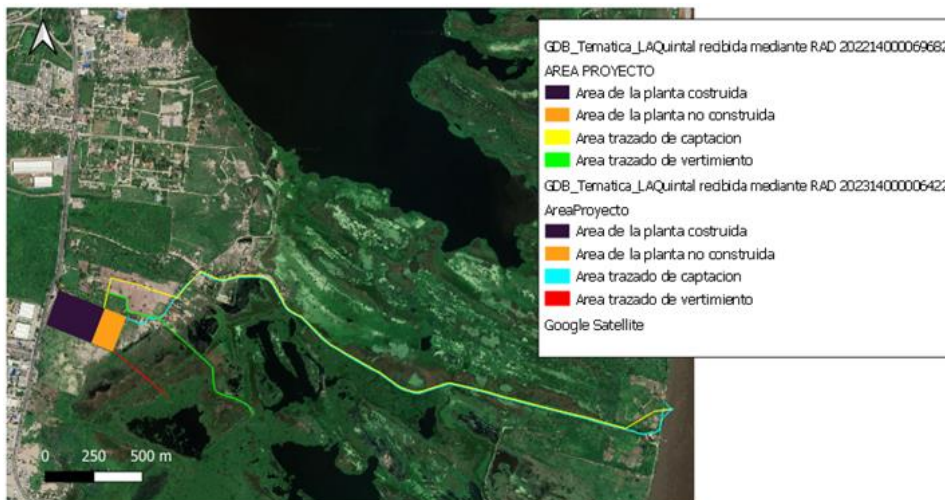 GDB_Tematica_LAQuintal recibida mediante RAD 202214000069682
AREA PROYECTO
Area de la planta costruida
Area de la planta no construida
Area trazado de captacion
Area trazado de vertimiento
GDB_Tematica_LAQuintal recibida mediante RAD 202314000006422
AreaProyecto
Area de la planta costruida
Area de la planta no construida
Area trazado de captacion
Area trazado de vertimiento
Google Satellite
0 250 500 m